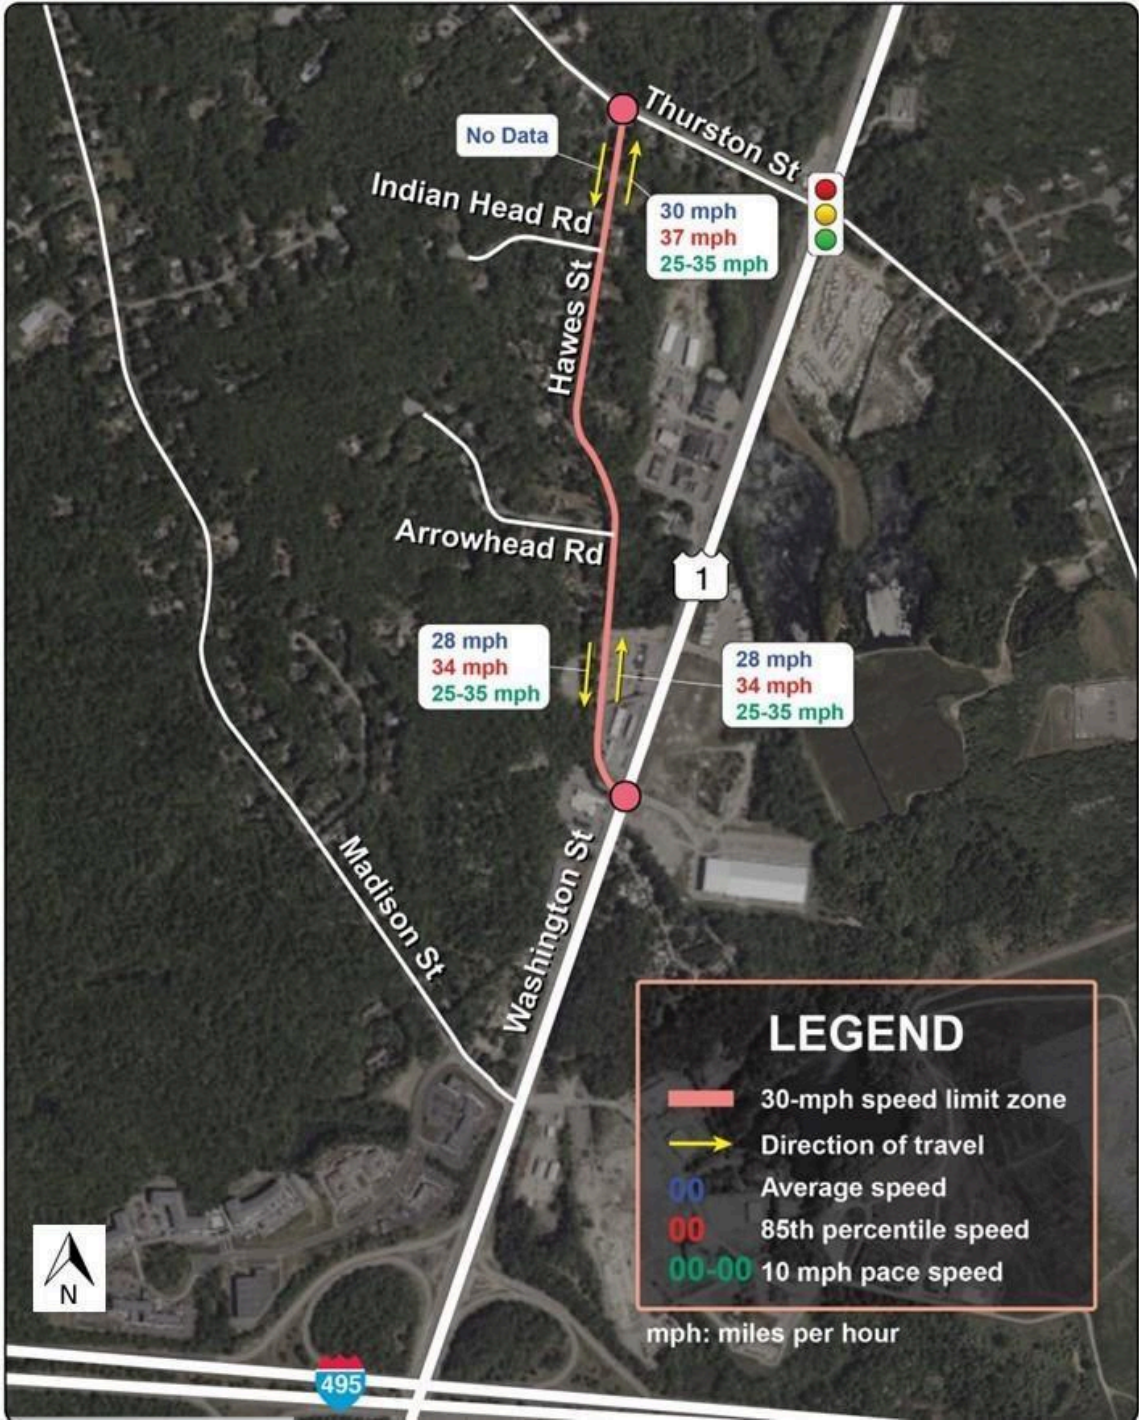 Thurston St
No Data
Indian Head Rd
30 mph
37 mph
25-35 mph
Hawes St
Arrowhead Rd
1
28 mph
34 mph
25-35 mph
28 mph
34 mph
25-35 mph
Madison St
Washington St
LEGEND
30-mph speed limit zone
Direction of travel
00 Average speed
00 85th percentile speed
00-00 10 mph pace speed
N
mph: miles per hour
495